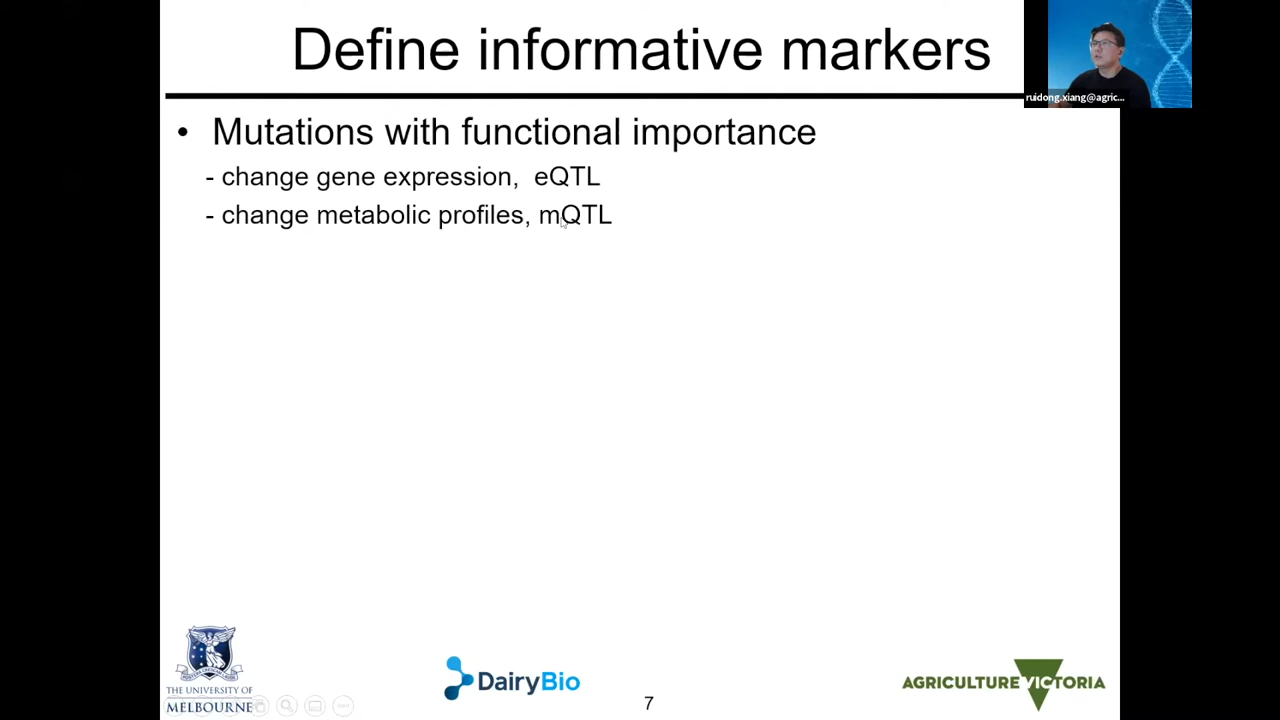 Define informative markers
ruidong.xiang@agric...
• Mutations with functional importance
- change gene expression, eQTL
- change metabolic profiles, mQTL
THE UNIVERSITY OF
MELBOURNE
DairyBio
7
AGRICULTURE VICTORIA